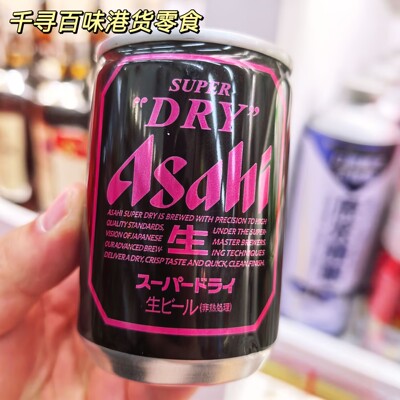 千寻百味港货零食
SUPER
"DRY"
Asahi
ASAHI SUPER DRY IS BREWED WITH PRECISION TO HIGH
QUALITY STANDARDS, UNDER THE SUPER-
VISION OF JAPANESE MASTER BREWERS.
OUR ADVANCED BREW- ING TECHNIQUES
DELIVER A DRY, CRISP TASTE AND QUICK, CLEAN FINISH.
生
スーパードライ
生ビール(非熱処理)